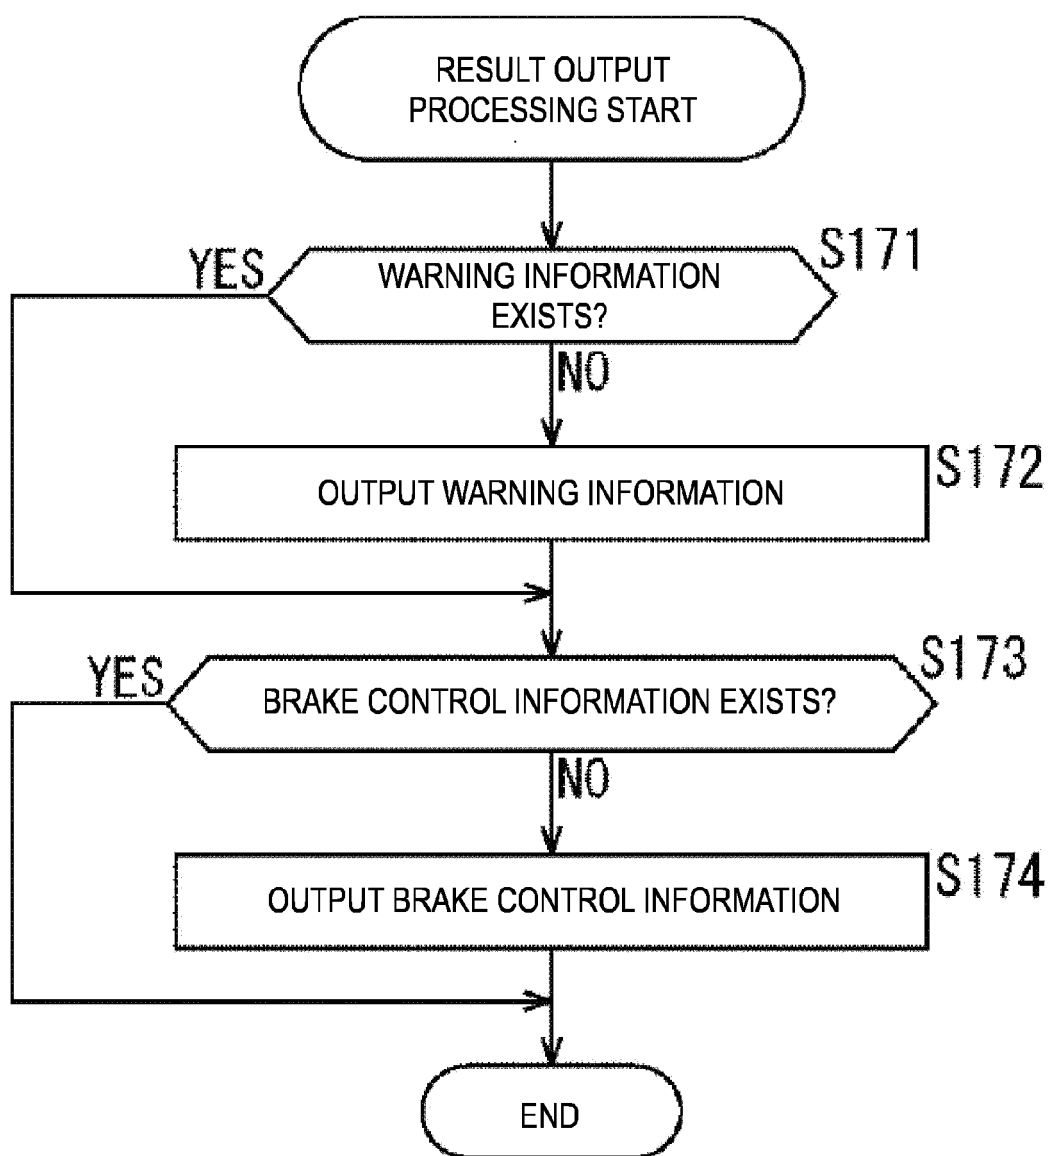 RESULT OUTPUT
PROCESSING START
YES
WARNING INFORMATION
EXISTS?
S171
NO
OUTPUT WARNING INFORMATION
S172
YES
BRAKE CONTROL INFORMATION EXISTS?
S173
NO
OUTPUT BRAKE CONTROL INFORMATION
S174
END